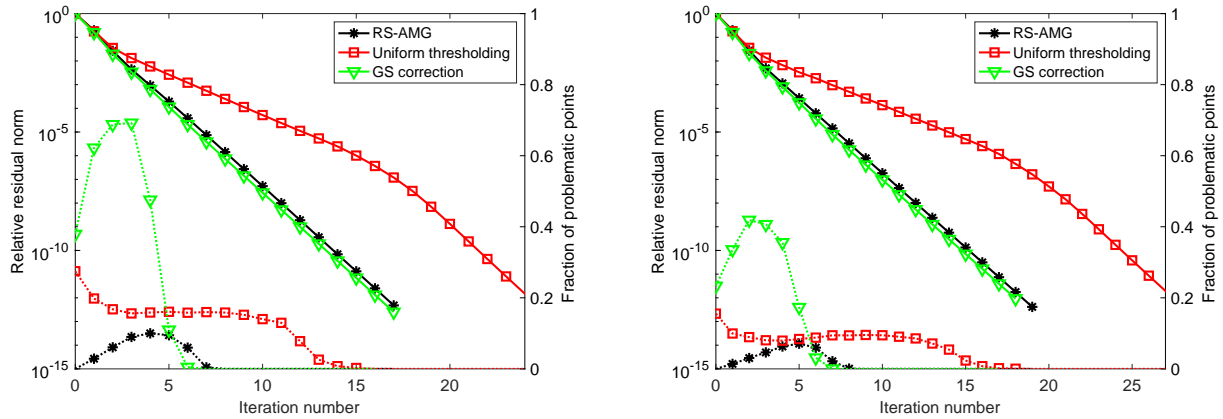 10^0
10^-5
10^-10
10^-15
Relative residual norm
0
5
10
15
20
Iteration number
1
0.8
0.6
0.4
0.2
0
Fraction of problematic points
RS-AMG
Uniform thresholding
GS correction
10^0
10^-5
10^-10
10^-15
Relative residual norm
0
5
10
15
20
25
Iteration number
1
0.8
0.6
0.4
0.2
0
Fraction of problematic points
RS-AMG
Uniform thresholding
GS correction